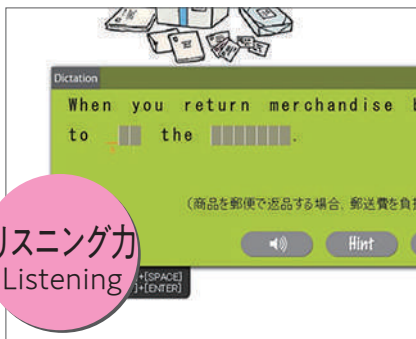 Dictation
When you return merchandise
to _ the
(商品を郵便で返品する場合、郵送費を負
リスニング力
Listening
Hint
+[SPACE]
+[ENTER]